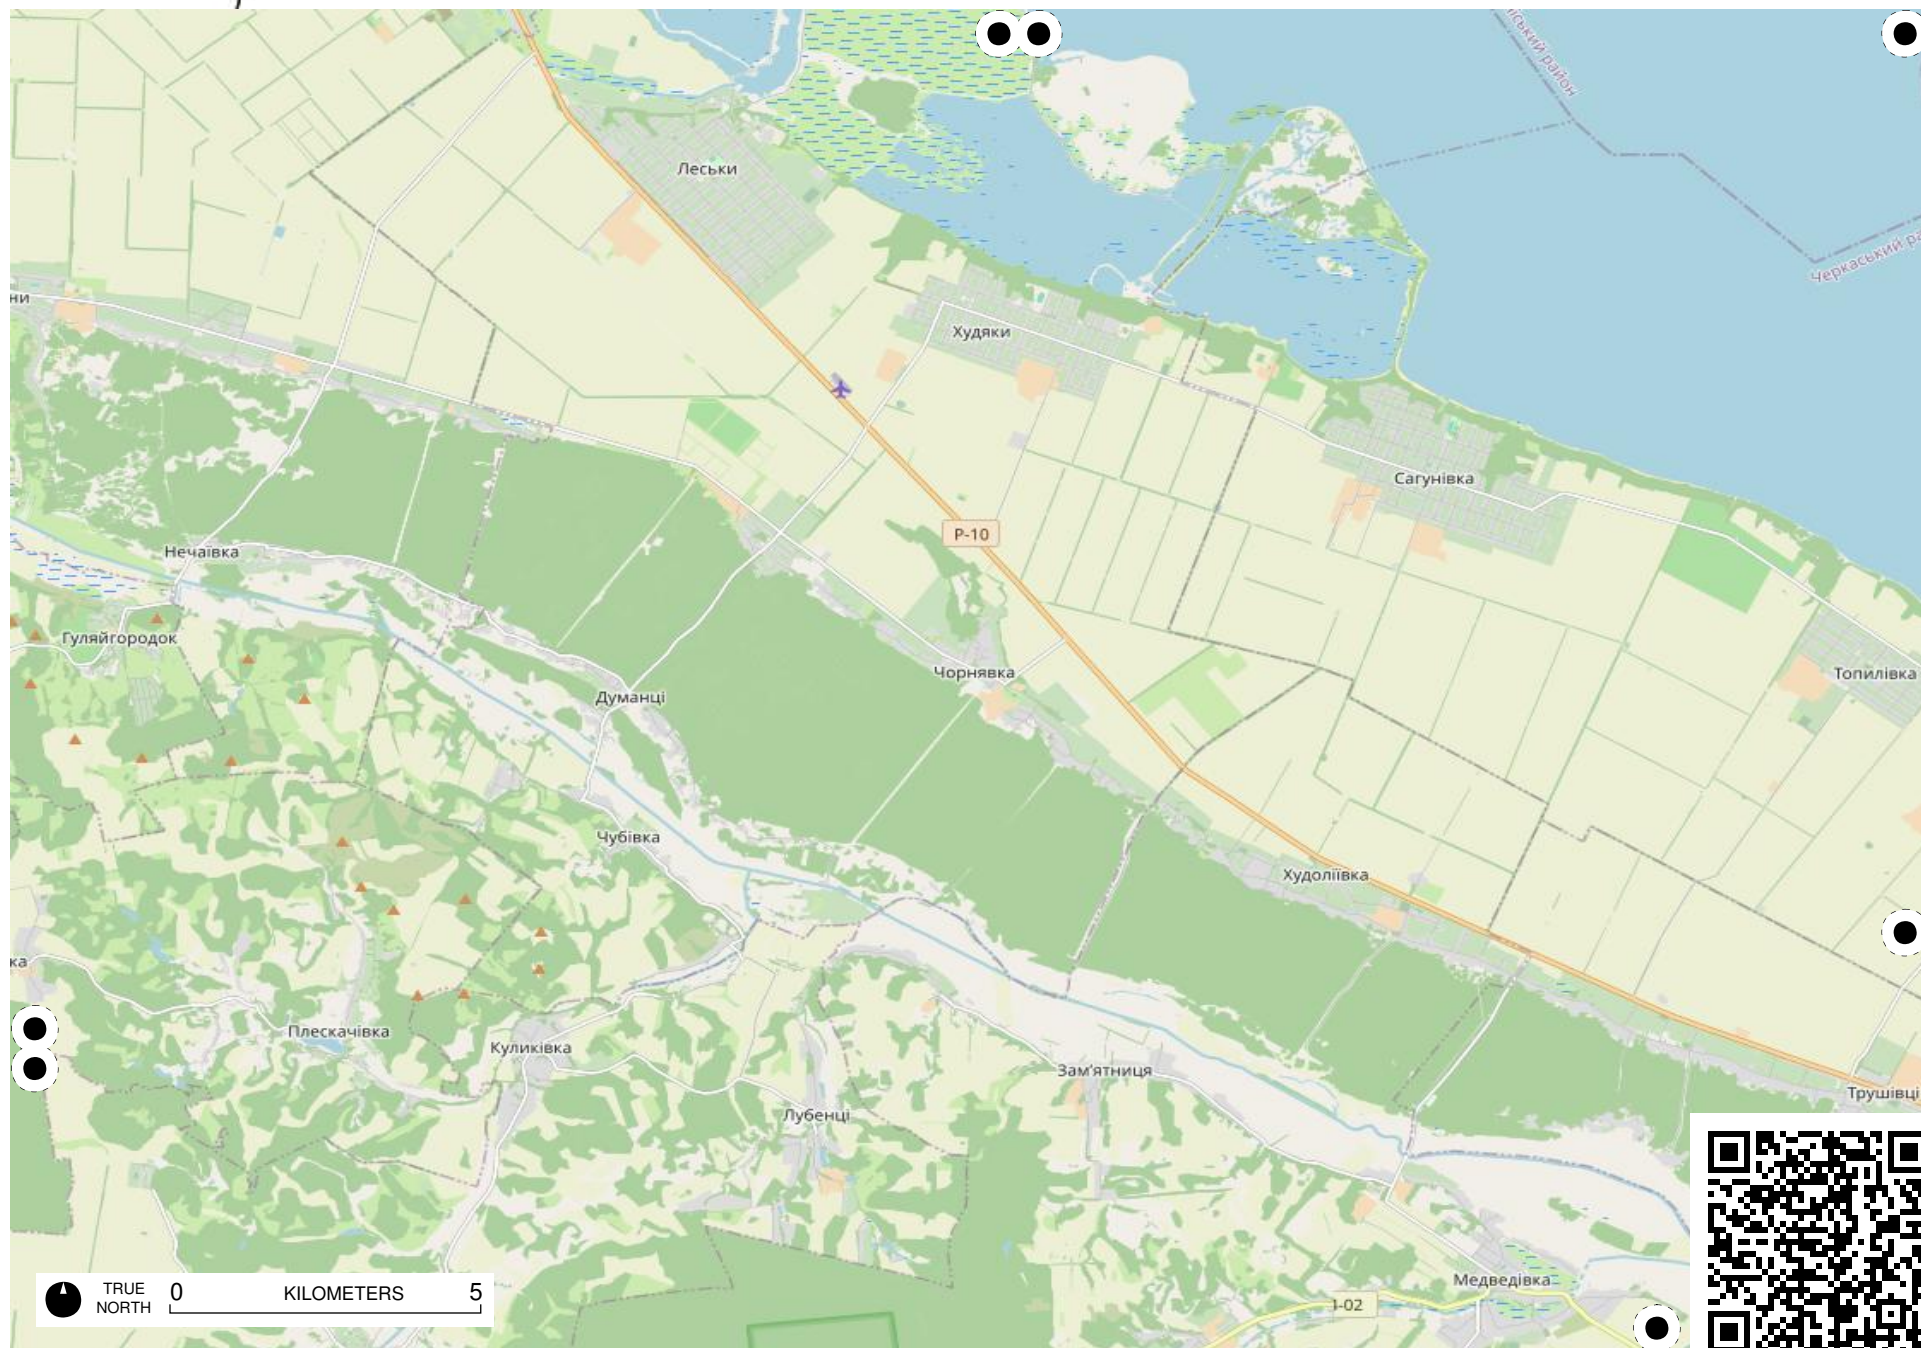 Леськи
Худяки
Сагунівка
Р-10
Нечаївка
Гуляйгородок
Чорнявка
Топилівка
Думанці
Чубівка
Худоліївка
Плескачівка
Куликівка
Зам'ятниця
Трушівці
Лубенці
Медведівка
TRUE
NORTH
0 KILOMETERS 5